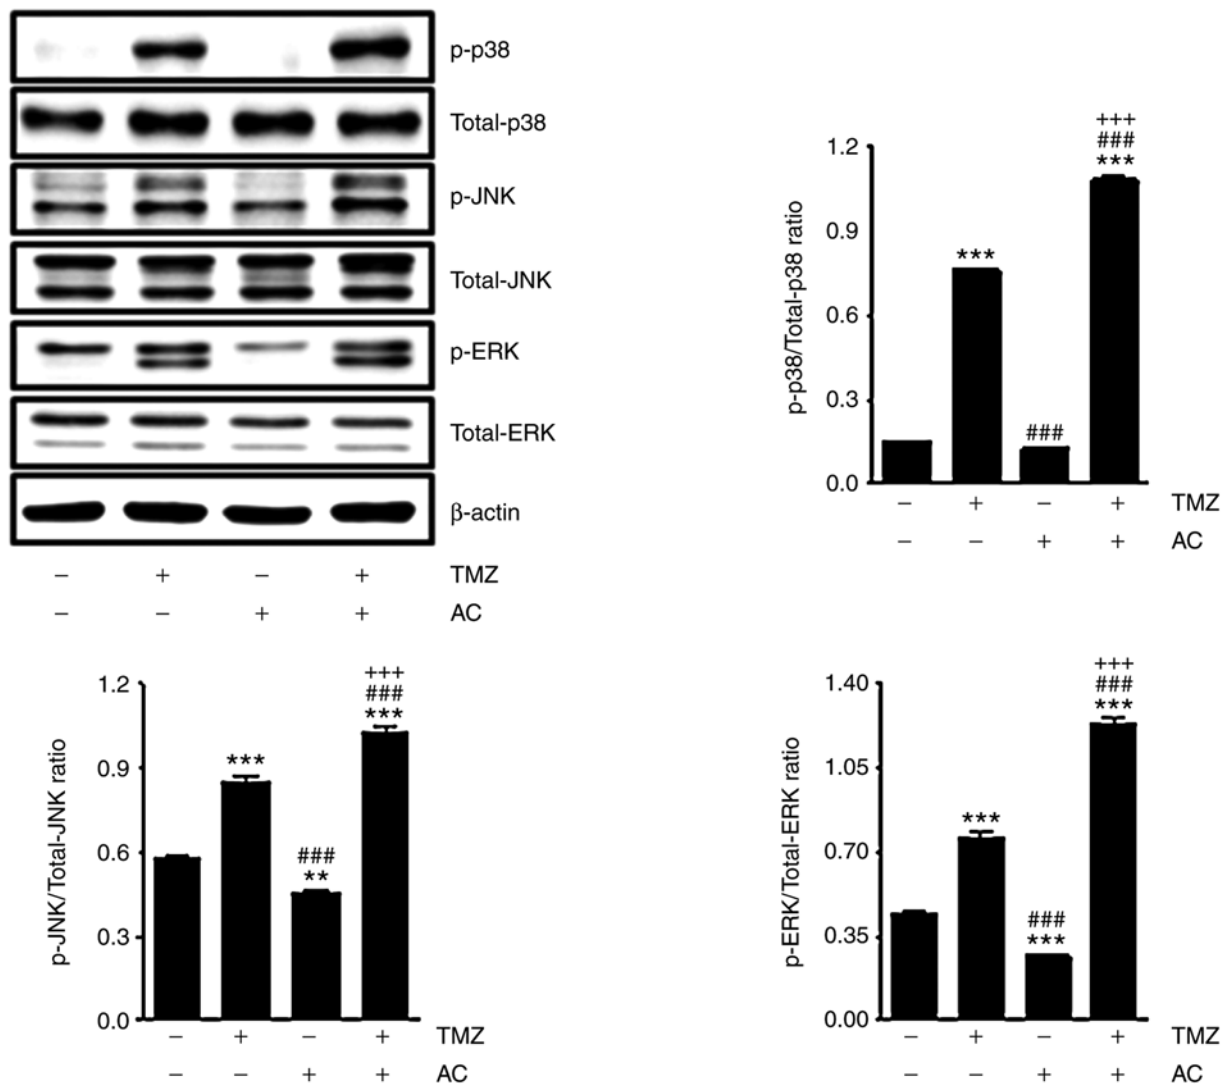 p-p38
Total-p38
p-JNK
Total-JNK
p-ERK
Total-ERK
β-actin
– + – + TMZ
– – + + AC
p-p38/Total-p38 ratio
1.2
0.9
0.6
0.3
0.0
***
###
+++
###
***
– + – + TMZ
– – + + AC
p-JNK/Total-JNK ratio
1.2
0.9
0.6
0.3
0.0
***
###
**
+++
###
***
– + – + TMZ
– – + + AC
p-ERK/Total-ERK ratio
1.40
1.05
0.70
0.35
0.00
***
###
***
+++
###
***
– + – + TMZ
– – + + AC